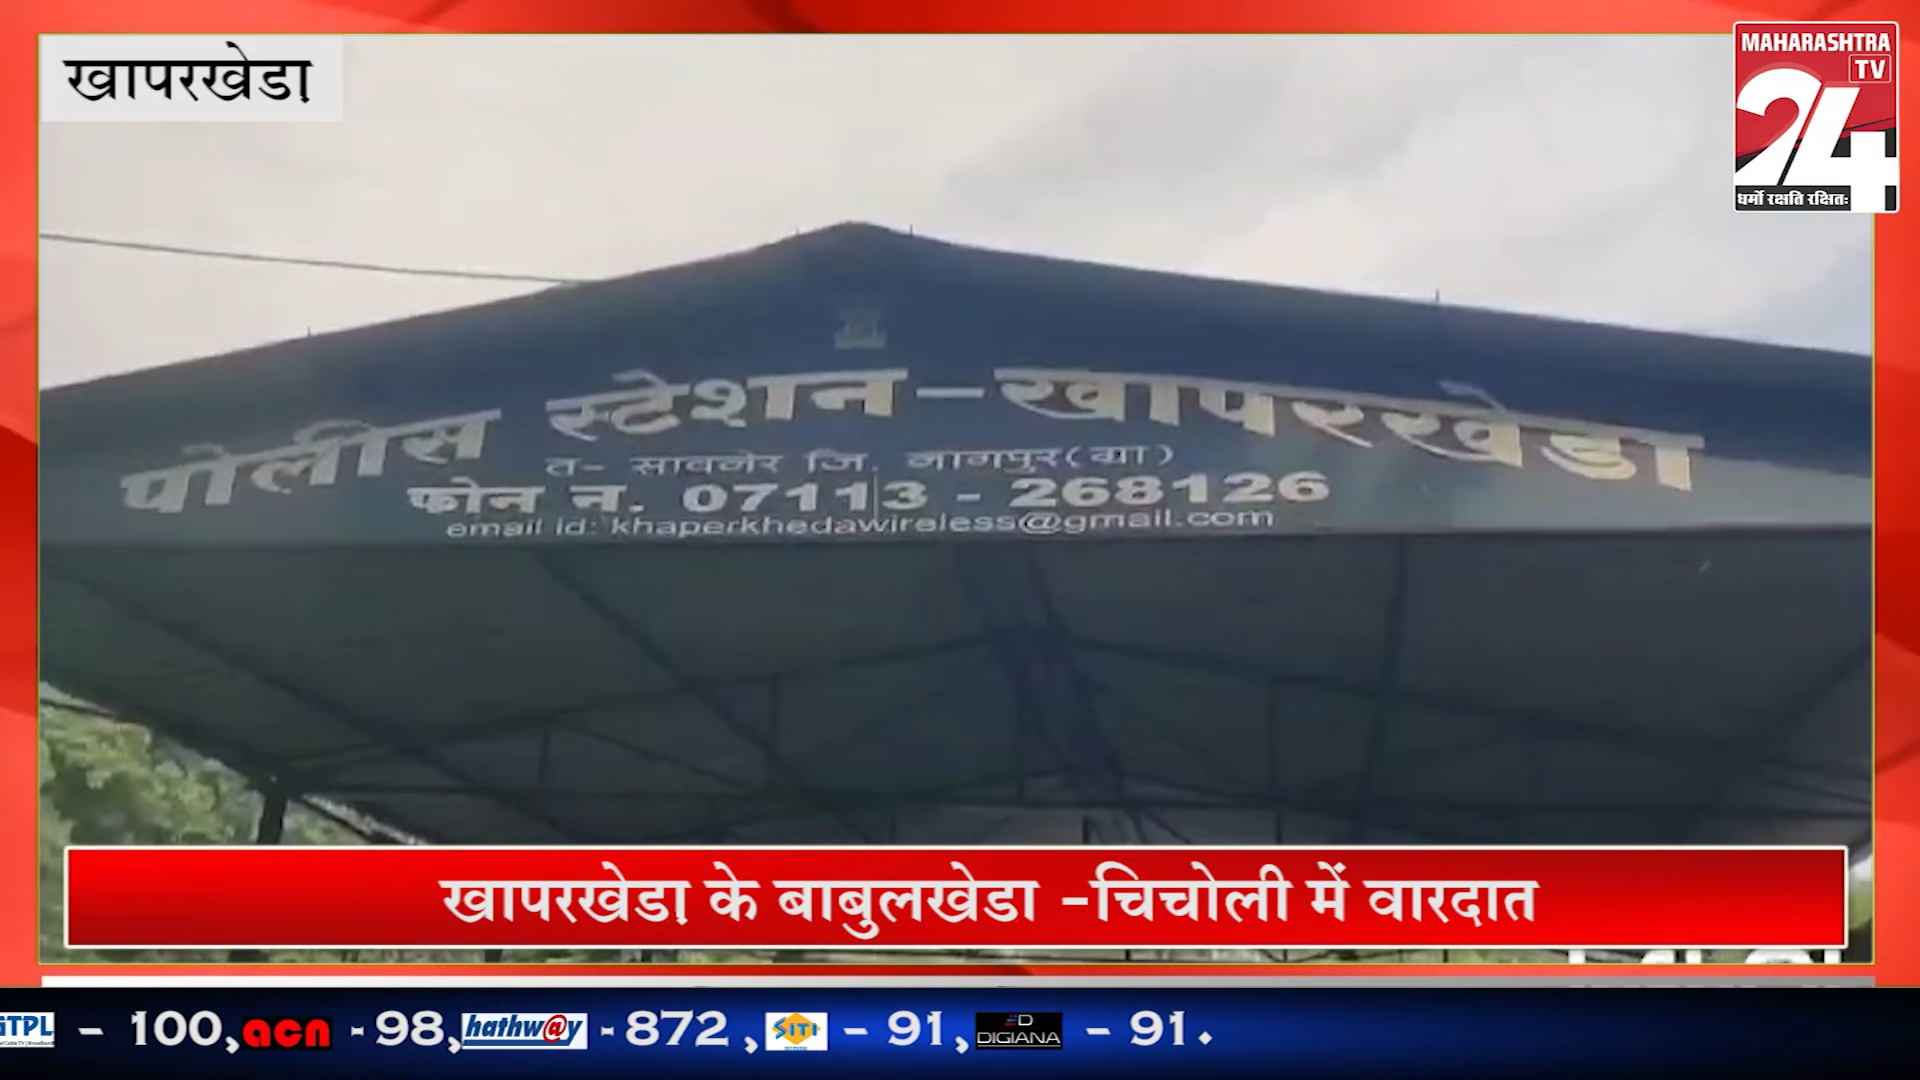 खापरखेडा़
MAHARASHTRA
TV
24
धर्मो रक्षति रक्षितः
पोलीस स्टेशन-खापरखेडा
त- सावनेर जि. नागपुर(ग्रा)
फोन न. 07113 - 268126
email id: khaperkhedawireless@gmail.com
खापरखेडा़ के बाबुलखेडा -चिचोली में वारदात
GTPL - 100, acn - 98, hathw@y - 872, SITI - 91, DIGIANA - 91.